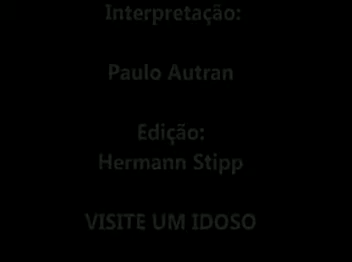 Interpretação:
Paulo Autran
Edição:
Hermann Stipp
VISITE UM IDOSO